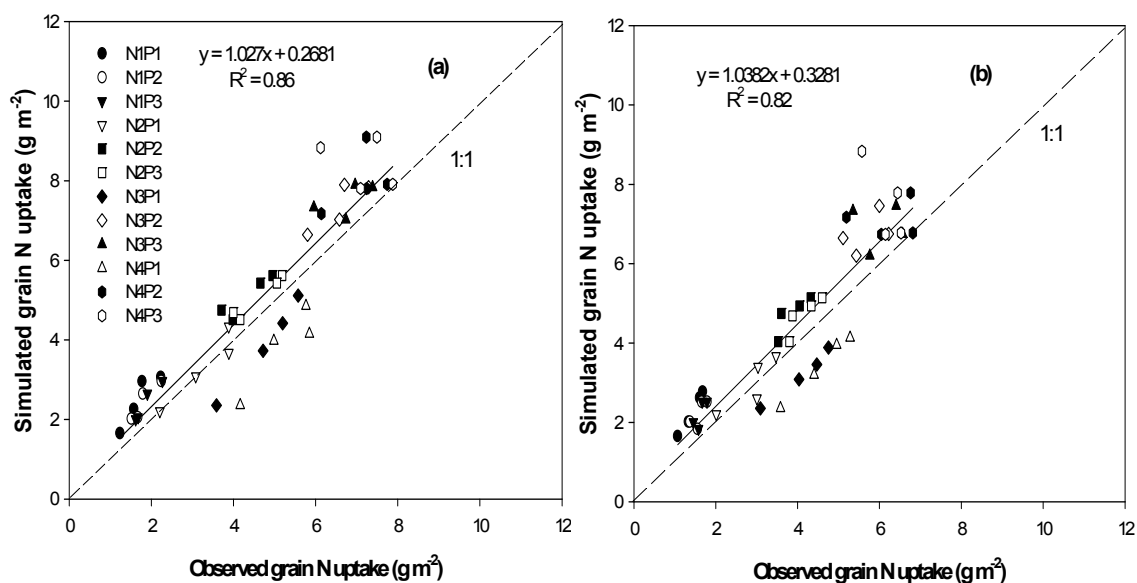 12
10
8
6
4
2
0
Simulated grain N uptake (g m-2)
N1P1
N1P2
N1P3
N2P1
N2P2
N2P3
N3P1
N3P2
N3P3
N4P1
N4P2
N4P3
y = 1.027x + 0.2681
R2 = 0.86
(a)
1:1
0 2 4 6 8 10 12
Observed grain N uptake (g m-2)
12
10
8
6
4
2
0
Simulated grain N uptake (g m-2)
y = 1.0382x + 0.3281
R2 = 0.82
(b)
1:1
0 2 4 6 8 10 12
Observed grain N uptake (g m-2)